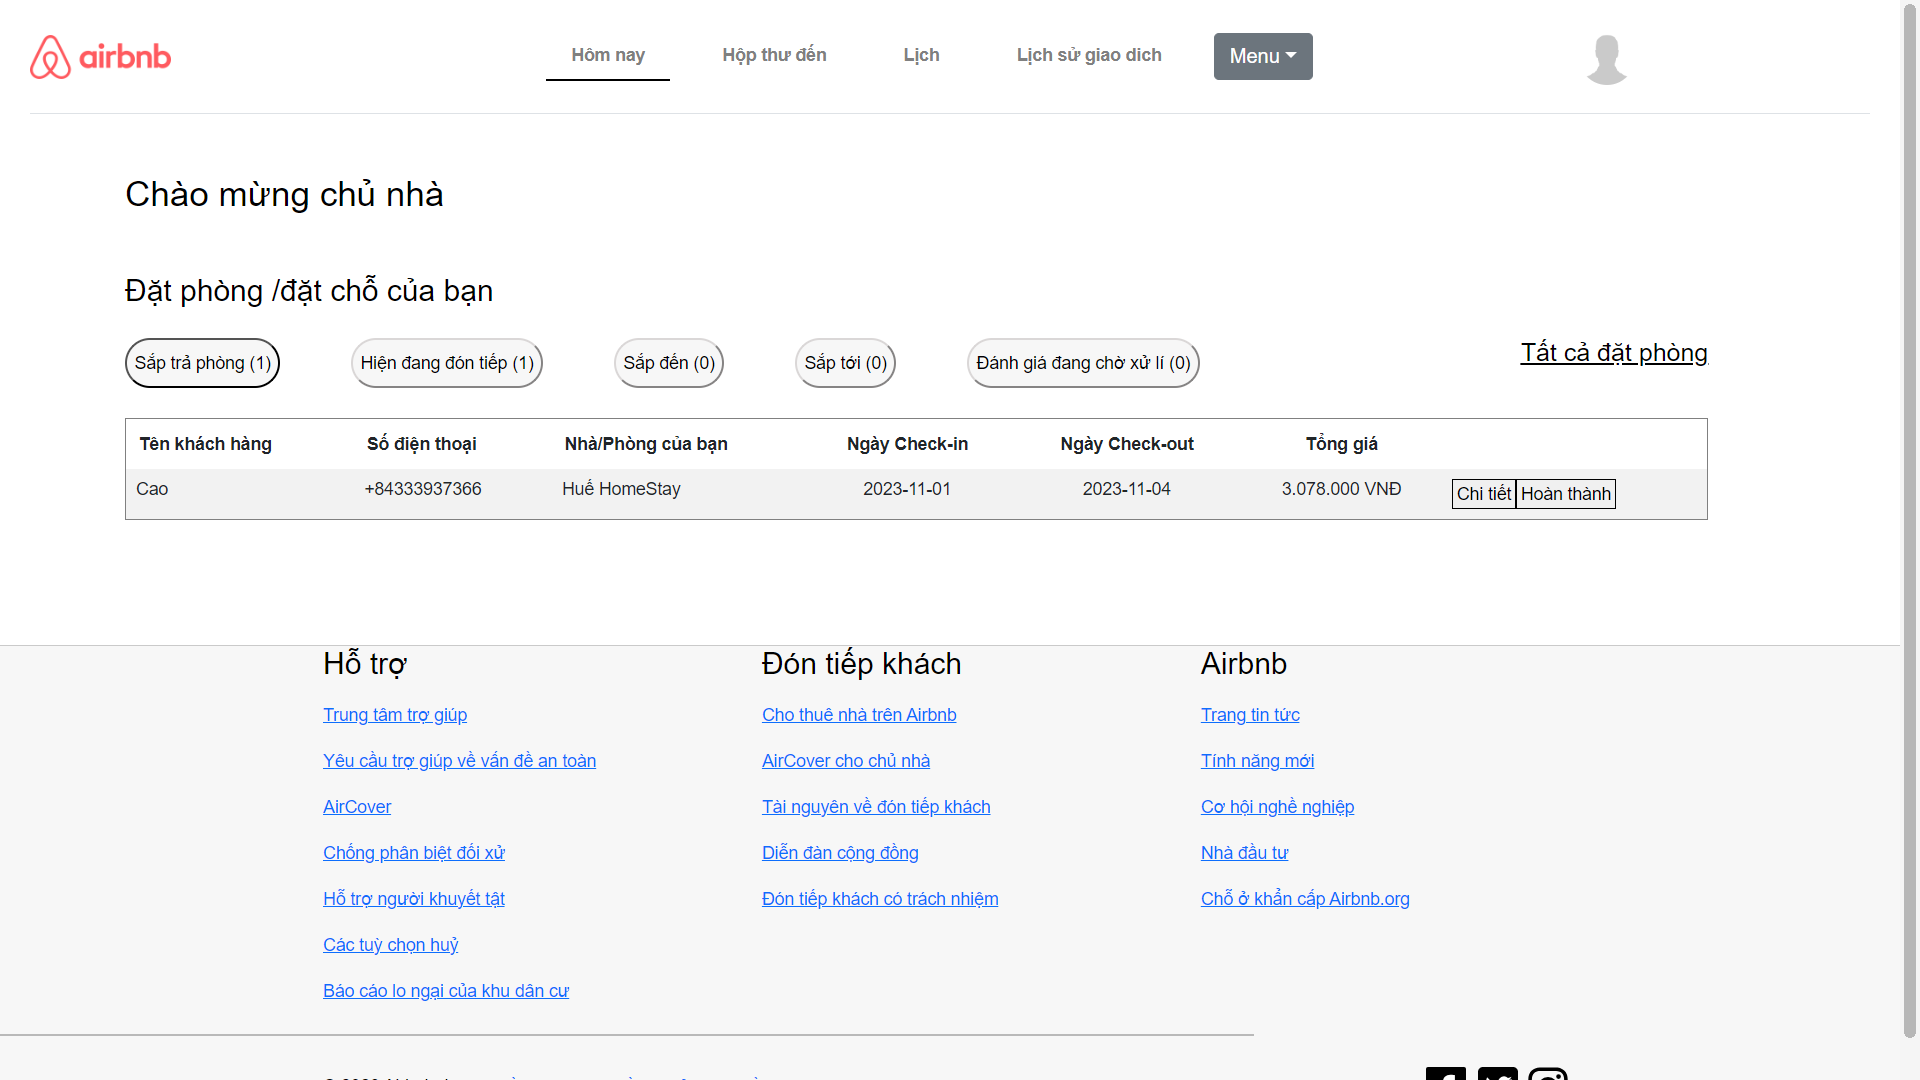 airbnb
Hôm nay
Hộp thư đến
Lịch
Lịch sử giao dich
Menu
Chào mừng chủ nhà
Đặt phòng /đặt chỗ của bạn
Sắp trả phòng (1)
Hiện đang đón tiếp (1)
Sắp đến (0)
Sắp tới (0)
Đánh giá đang chờ xử lí (0)
Tất cả đặt phòng
Tên khách hàng Số điện thoại Nhà/Phòng của bạn Ngày Check-in Ngày Check-out Tổng giá
Cao +84333937366 Huế HomeStay 2023-11-01 2023-11-04 3.078.000 VNĐ Chi tiết Hoàn thành
Hỗ trợ
Trung tâm trợ giúp
Yêu cầu trợ giúp về vấn đề an toàn
AirCover
Chống phân biệt đối xử
Hỗ trợ người khuyết tật
Các tuỳ chọn huỷ
Báo cáo lo ngại của khu dân cư
Đón tiếp khách
Cho thuê nhà trên Airbnb
AirCover cho chủ nhà
Tài nguyên về đón tiếp khách
Diễn đàn cộng đồng
Đón tiếp khách có trách nhiệm
Airbnb
Trang tin tức
Tính năng mới
Cơ hội nghề nghiệp
Nhà đầu tư
Chỗ ở khẩn cấp Airbnb.org